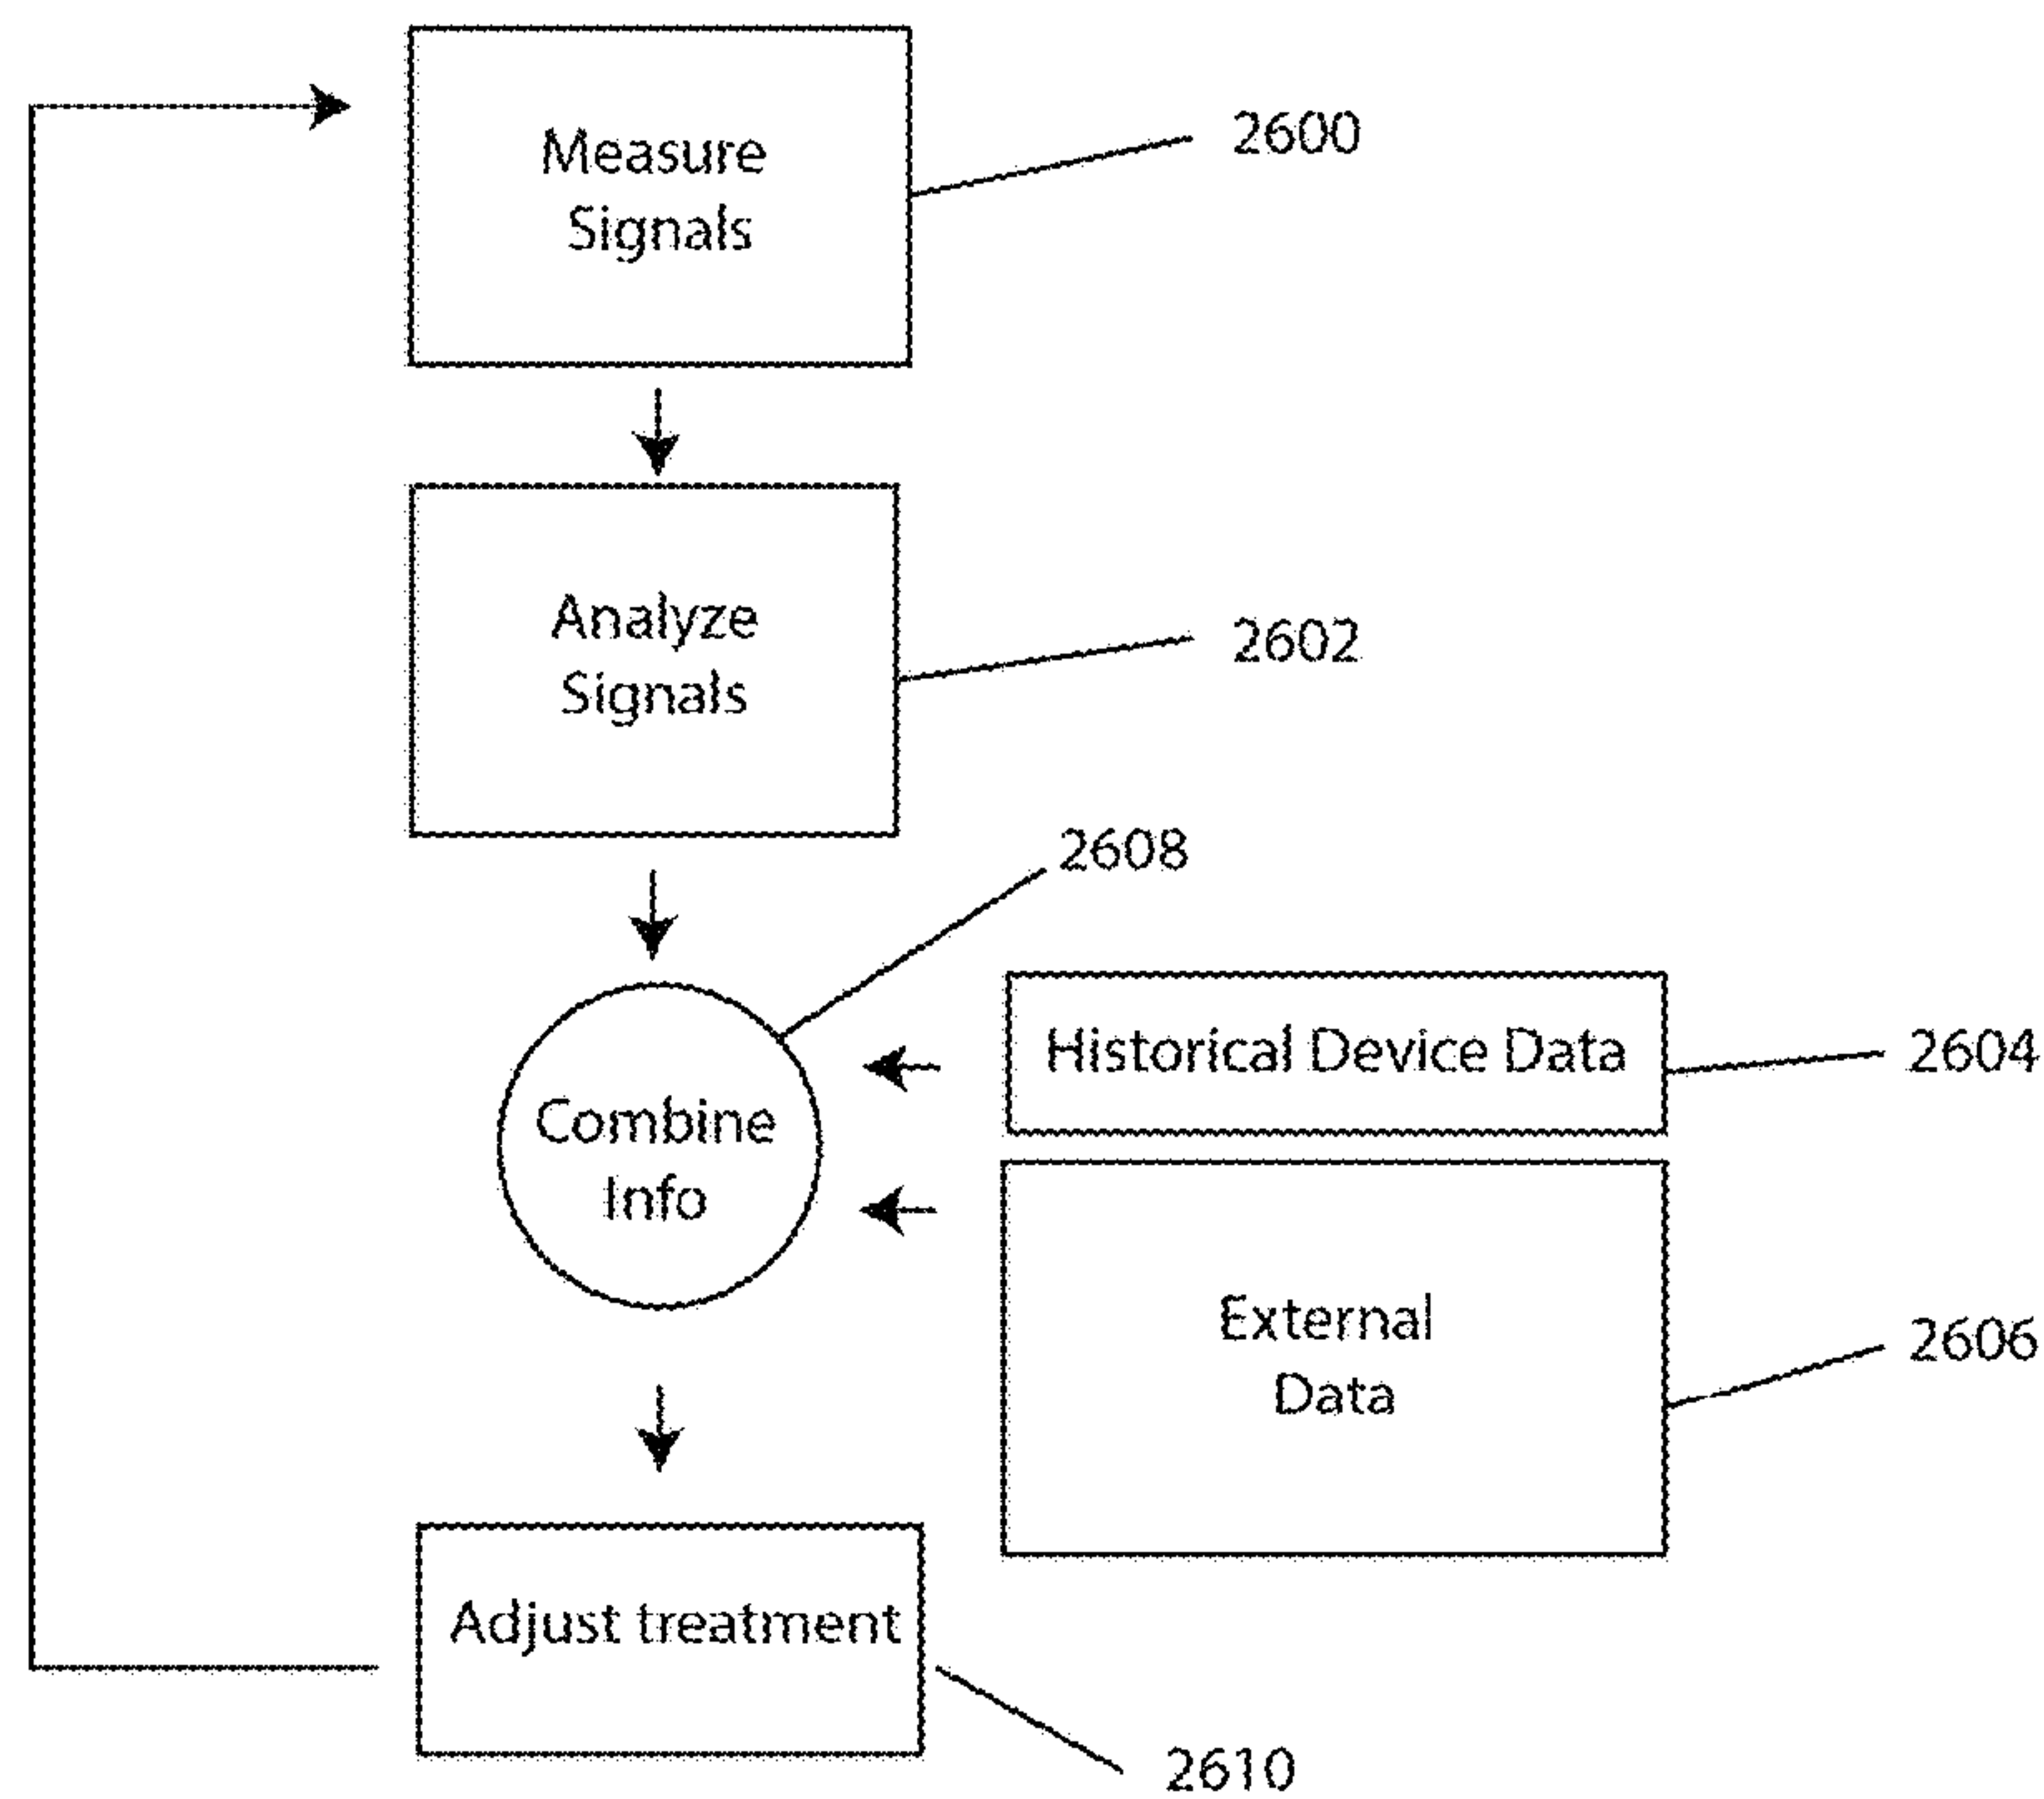 Measure
Signals
2600
Analyze
Signals
2602
2608
Historical Device Data
2604
Combine
Info
External
Data
2606
Adjust treatment
2610